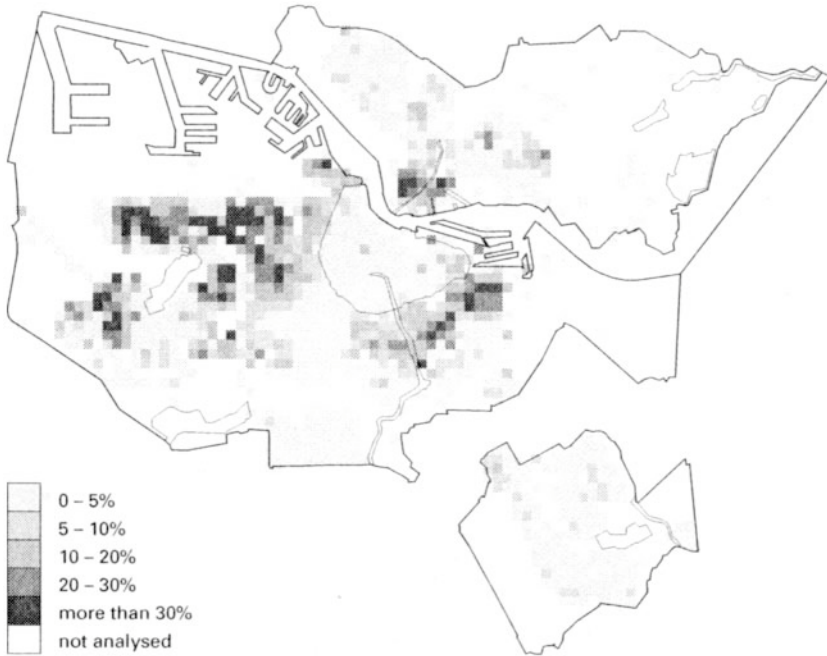 0 – 5%
5 – 10%
10 – 20%
20 – 30%
more than 30%
not analysed